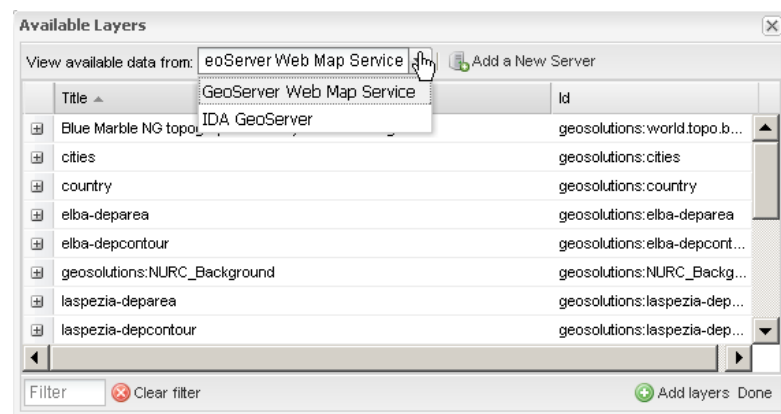 Available Layers
View available data from: eoServer Web Map Service Add a New Server
GeoServer Web Map Service
IDA GeoServer
Title Id
Blue Marble NG geosolutions:world.topo.b...
cities geosolutions:cities
country geosolutions:country
elba-deparea geosolutions:elba-deparea
elba-depcontour geosolutions:elba-depcont...
geosolutions:NURC_Background geosolutions:NURC_Backg...
laspezia-deparea geosolutions:laspezia-dep...
laspezia-depcontour geosolutions:laspezia-dep...
Filter Clear filter Add layers Done